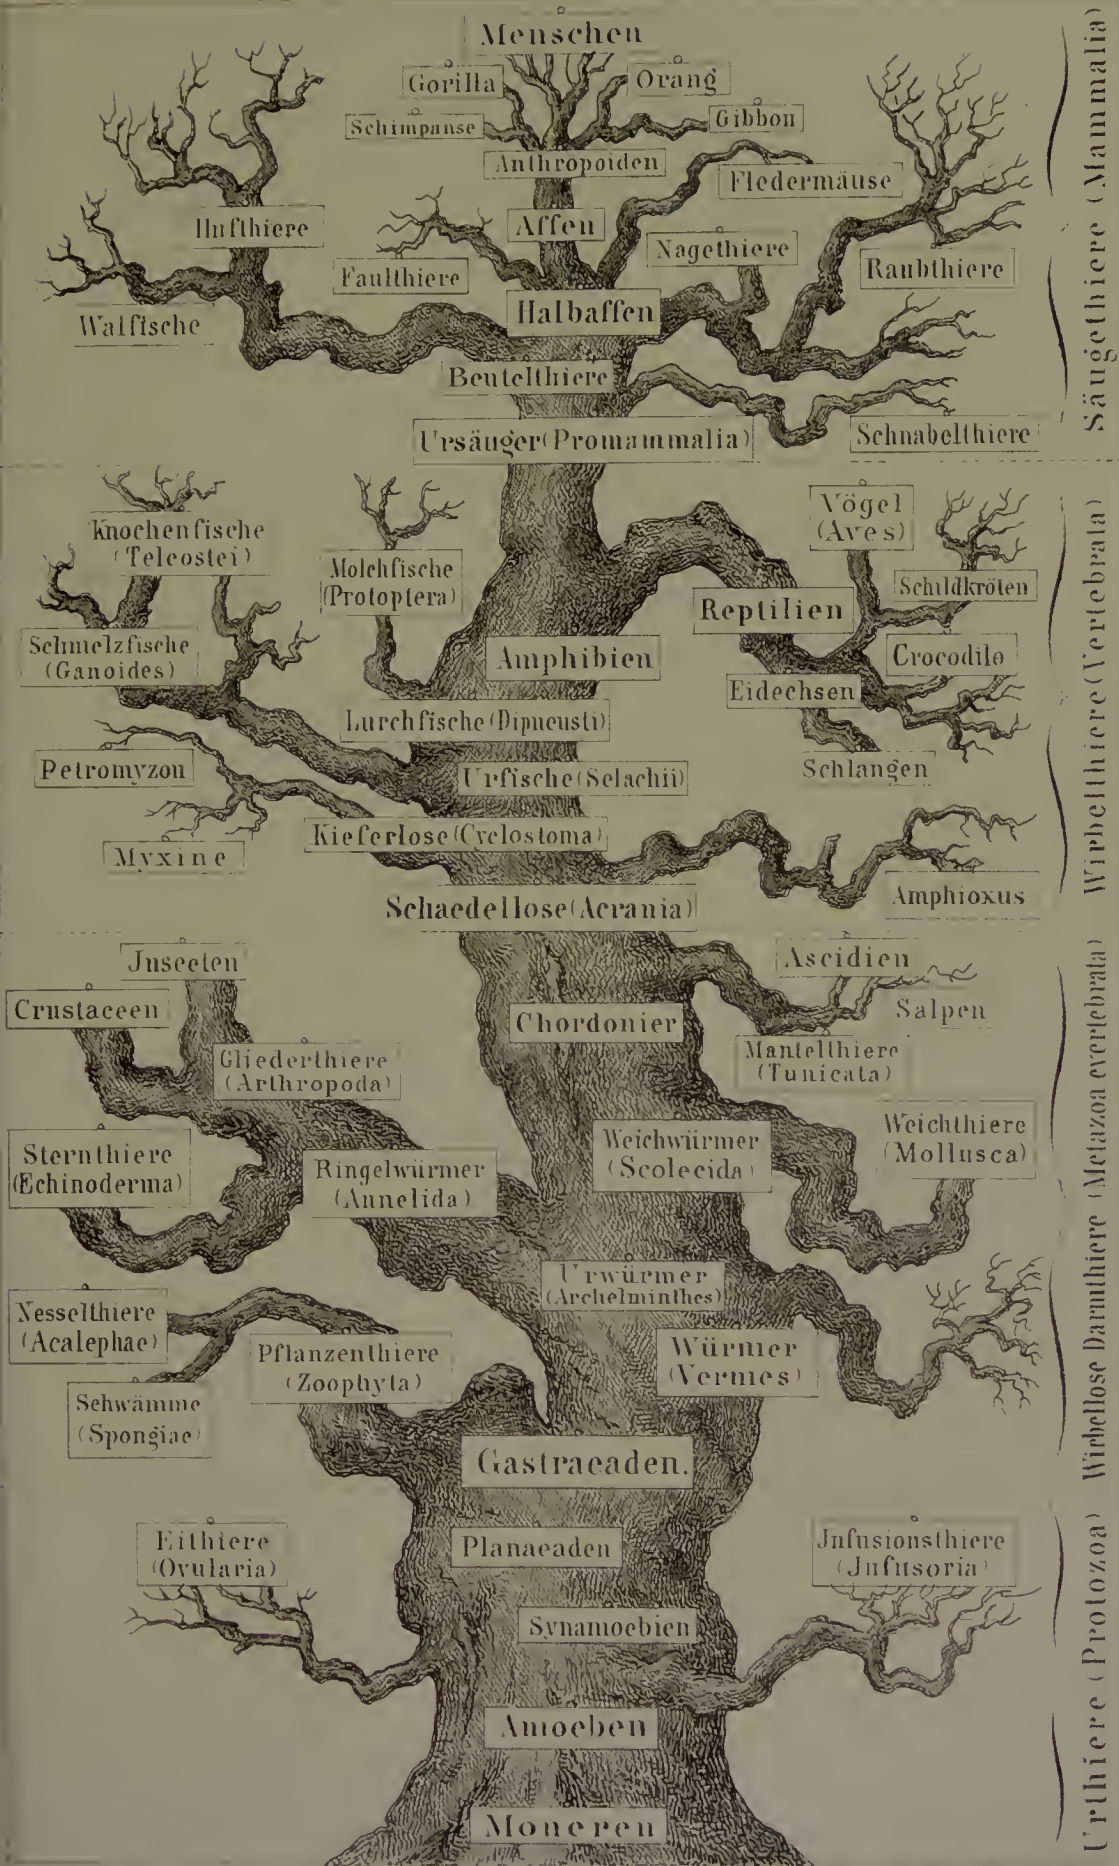 Menschen
Gorilla
Orang
Schimpanse
Gibbon
Anthropoiden
Fledermäuse
Hufthiere
Affen
Nagethiere
Faulthiere
Raubthiere
Walfische
Halbaffen
Beutelthiere
Ursäuger (Promammalia)
Schnabelthiere
Säugethiere (Mammalia)
Knochenfische
(Teleostei)
Vögel
(Aves)
Molchfische
(Protoptera)
Schildkröten
Reptilien
Schmelzfische
(Ganoides)
Amphibien
Crocodile
Eidechsen
Lurchfische (Dipneusti)
Petromyzon
Urfische (Selachii)
Schlangen
Kieferlose (Cyclostoma)
Myxine
Amphioxus
Schaedellose (Acrania)
Wirbelthiere (Vertebrata)
Jnsecten
Ascidien
Crustaceen
Chordonier
Salpen
Gliederthiere
(Arthropoda)
Mantelthiere
(Tunicata)
Sternthiere
(Echinoderma)
Ringelwürmer
(Annelida)
Weichwürmer
(Scolecida)
Weichthiere
(Mollusca)
Urwürmer
(Archelminthes)
Nesselthiere
(Acalephae)
Pflanzenthiere
(Zoophyta)
Würmer
(Vermes)
Schwämme
(Spongiae)
Gastraeaden.
Wirbellose Darmthiere (Metazoa evertebrata)
Eithiere
(Ovularia)
Planaeaden
Jnfusionsthiere
(Jnfusoria)
Synamoebien
Amoeben
Moneren
Urthiere (Protozoa)